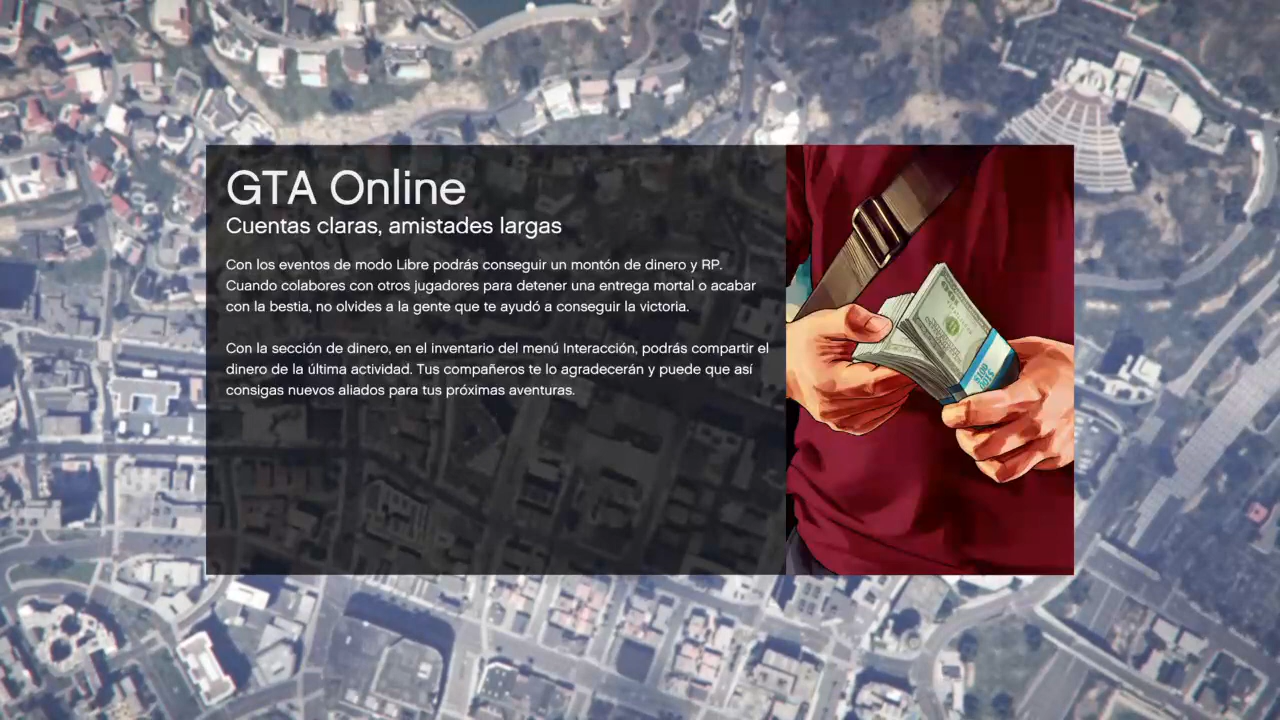 GTA Online
Cuentas claras, amistades largas
Con los eventos de modo Libre podrás conseguir un montón de dinero y RP.
Cuando colabores con otros jugadores para detener una entrega mortal o acabar
con la bestia, no olvides a la gente que te ayudó a conseguir la victoria.
Con la sección de dinero, en el inventario del menú Interacción, podrás compartir el
dinero de la última actividad. Tus compañeros te lo agradecerán y puede que así
consigas nuevos aliados para tus próximas aventuras.